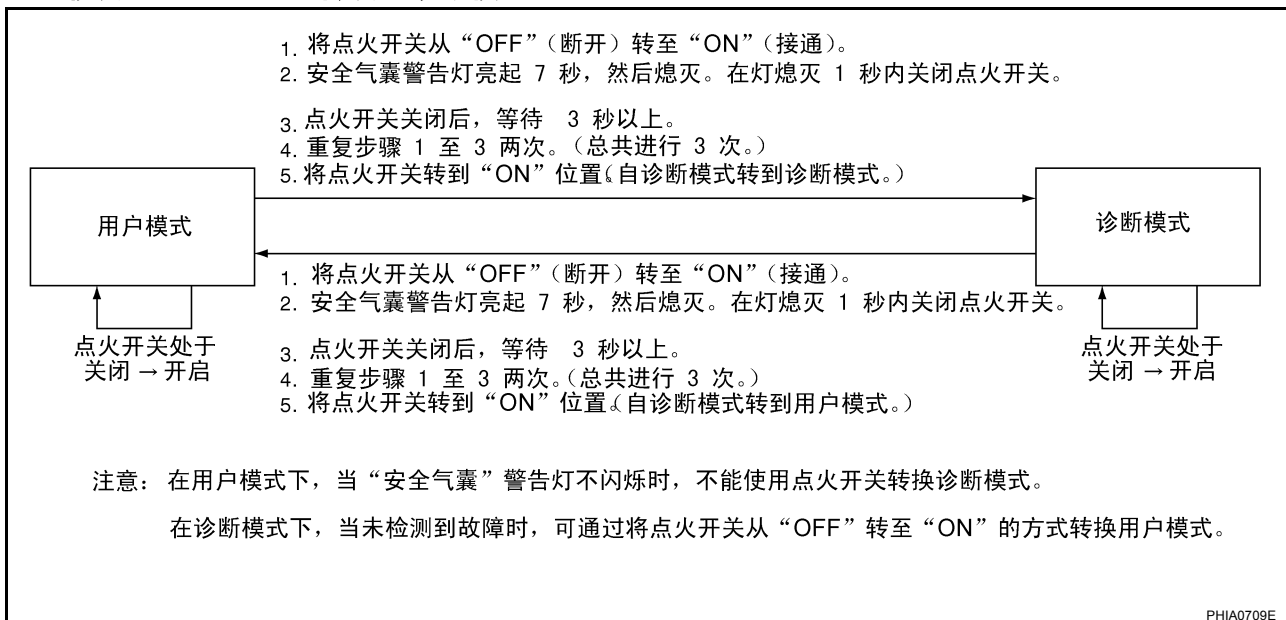 1. 将点火开关从“OFF”（断开）转至“ON”（接通）。
2. 安全气囊警告灯亮起 7 秒，然后熄灭。在灯熄灭 1 秒内关闭点火开关。
3. 点火开关关闭后，等待 3 秒以上。
4. 重复步骤 1 至 3 两次。（总共进行 3 次。）
5. 将点火开关转到“ON”位置（自诊断模式转到诊断模式。）
用户模式
诊断模式
1. 将点火开关从“OFF”（断开）转至“ON”（接通）。
2. 安全气囊警告灯亮起 7 秒，然后熄灭。在灯熄灭 1 秒内关闭点火开关。
3. 点火开关关闭后，等待 3 秒以上。
4. 重复步骤 1 至 3 两次。（总共进行 3 次。）
5. 将点火开关转到“ON”位置（自诊断模式转到用户模式。）
点火开关处于
关闭 → 开启
点火开关处于
关闭 → 开启
注意： 在用户模式下，当“安全气囊”警告灯不闪烁时，不能使用点火开关转换诊断模式。
在诊断模式下，当未检测到故障时，可通过将点火开关从“OFF”转至“ON”的方式转换用户模式。
PHIA0709E